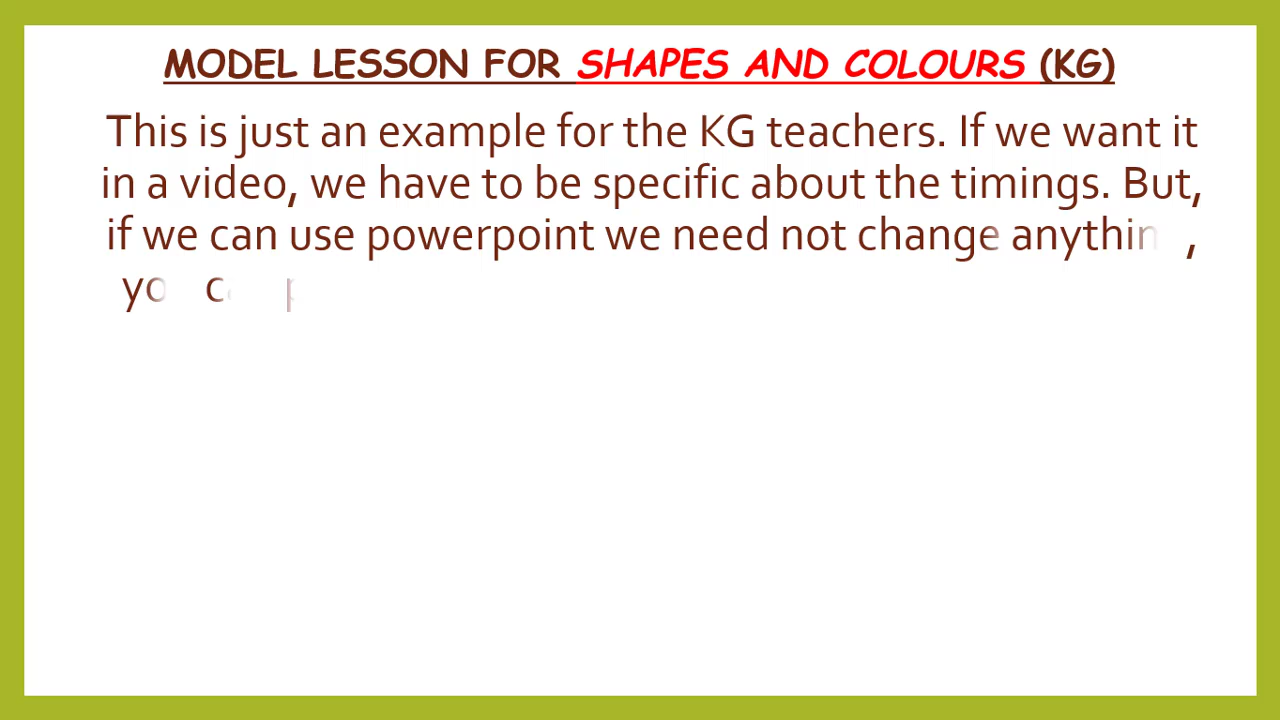 MODEL LESSON FOR SHAPES AND COLOURS (KG)
This is just an example for the KG teachers. If we want it
in a video, we have to be specific about the timings. But,
if we can use powerpoint we need not change